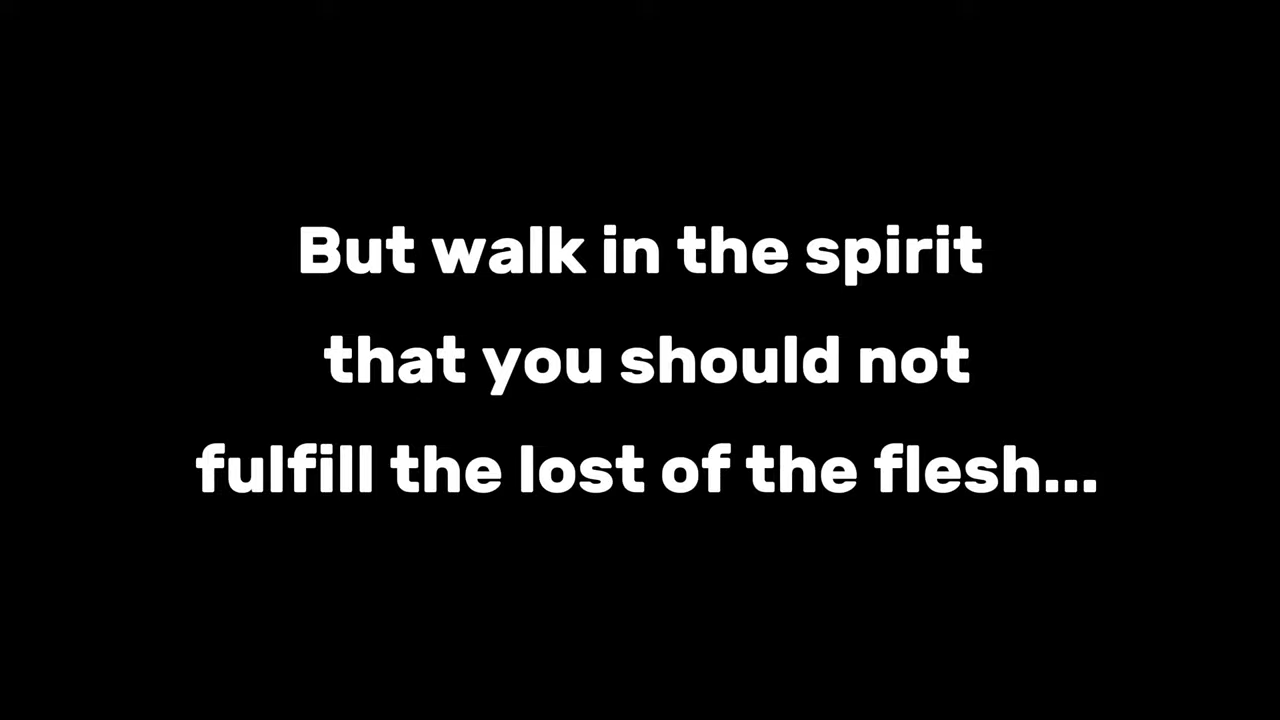 But walk in the spirit
that you should not
fulfill the lost of the flesh...